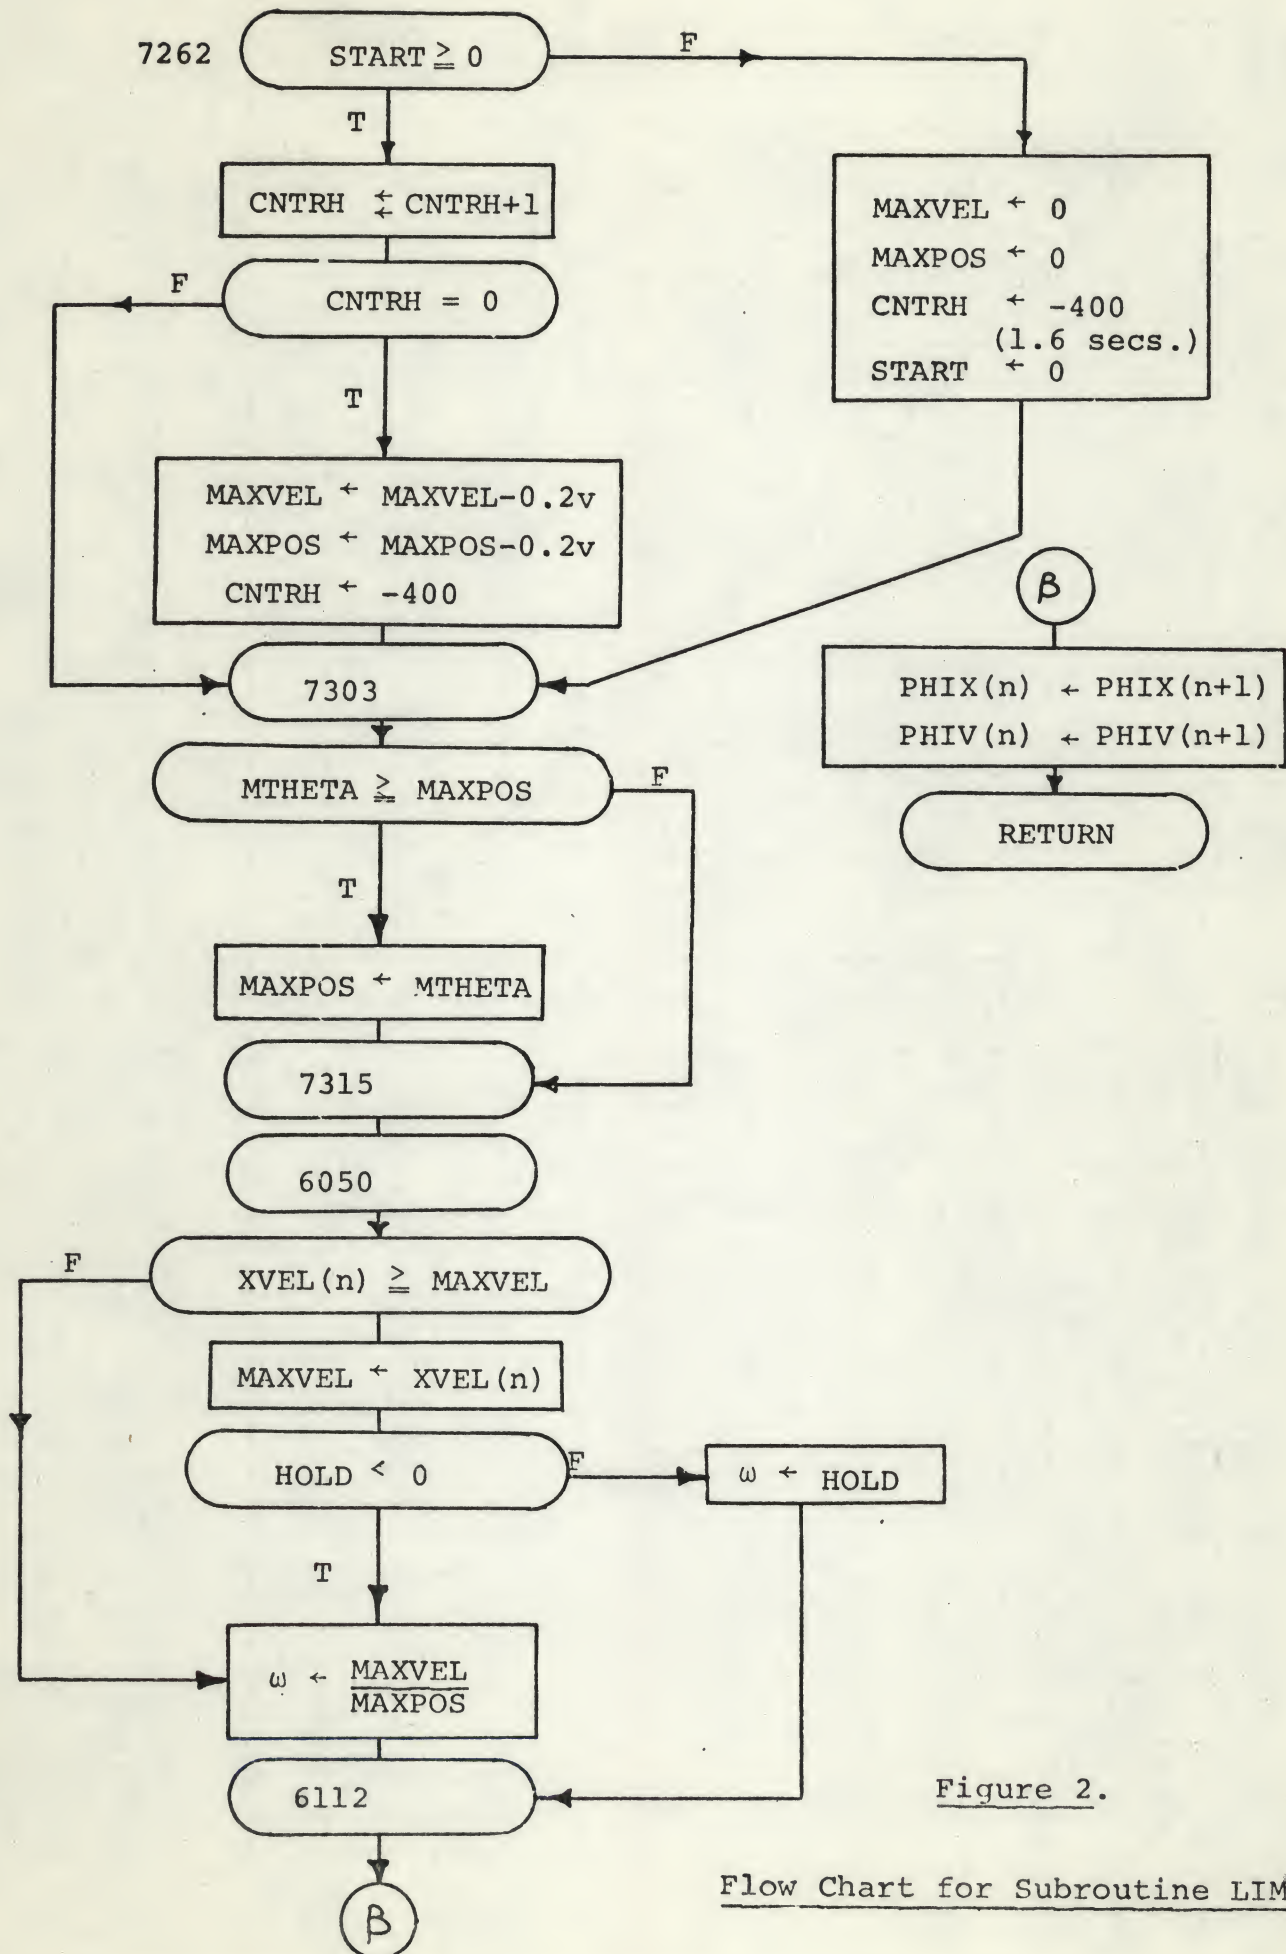 7262 START ≧ 0 F
T
CNTRH ← CNTRH+1
F CNTRH = 0
T
MAXVEL ← MAXVEL-0.2v
MAXPOS ← MAXPOS-0.2v
CNTRH ← -400
7303
MTHETA ≧ MAXPOS F
T
MAXPOS ← MTHETA
7315
6050
F XVEL(n) ≧ MAXVEL
MAXVEL ← XVEL(n)
HOLD < 0 F
ω ← HOLD
T
ω ← MAXVEL
MAXPOS
6112
β
MAXVEL ← 0
MAXPOS ← 0
CNTRH ← -400
(1.6 secs.)
START ← 0
β
PHIX(n) ← PHIX(n+1)
PHIV(n) ← PHIV(n+1)
RETURN
Figure 2.
Flow Chart for Subroutine LIM